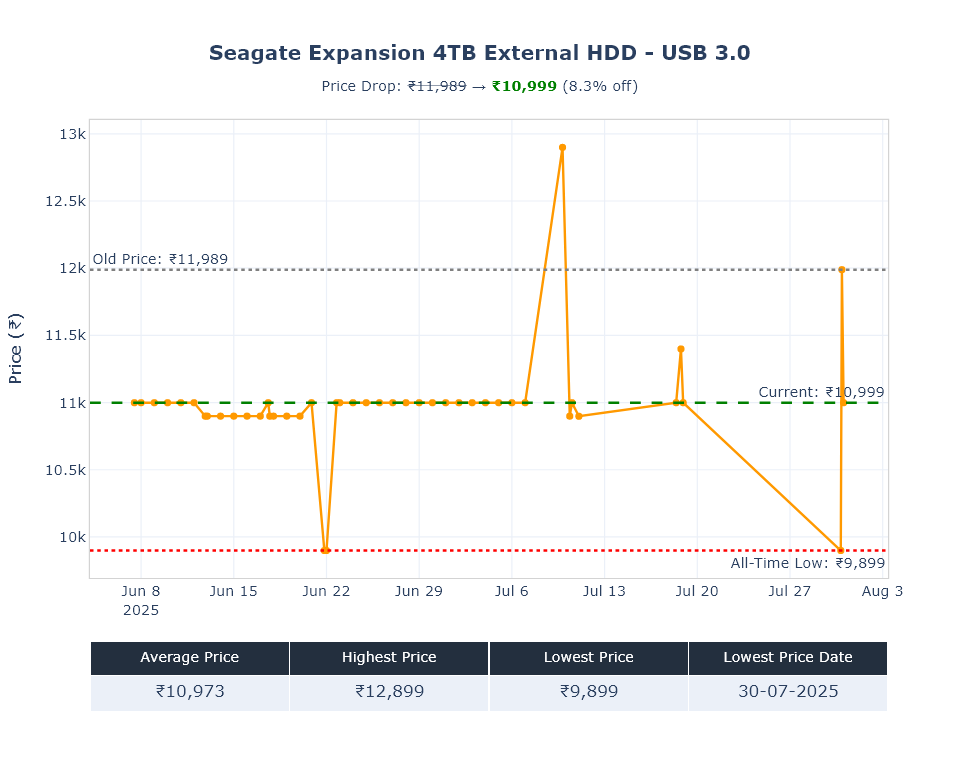 Seagate Expansion 4TB External HDD - USB 3.0
Price Drop: ₹11,989 → ₹10,999 (8.3% off)
Price (₹)
13k
12.5k
12k
11.5k
11k
10.5k
10k
Old Price: ₹11,989
Current: ₹10,999
All-Time Low: ₹9,899
Jun 8 Jun 15 Jun 22 Jun 29 Jul 6 Jul 13 Jul 20 Jul 27 Aug 3
2025
Average Price Highest Price Lowest Price Lowest Price Date
₹10,973 ₹12,899 ₹9,899 30-07-2025